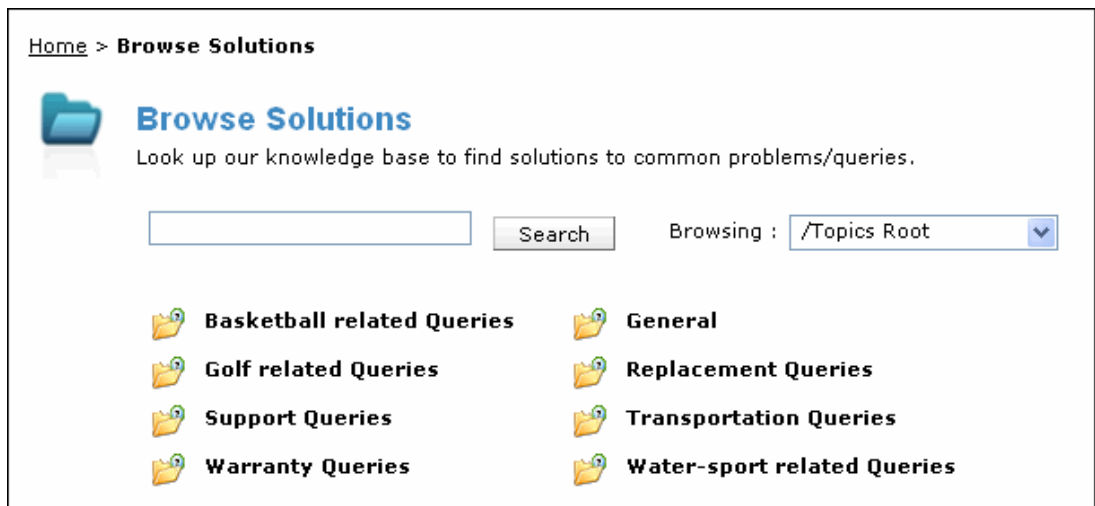 Home > Browse Solutions
Browse Solutions
Look up our knowledge base to find solutions to common problems/queries.
Search Browsing : /Topics Root
Basketball related Queries General
Golf related Queries Replacement Queries
Support Queries Transportation Queries
Warranty Queries Water-sport related Queries